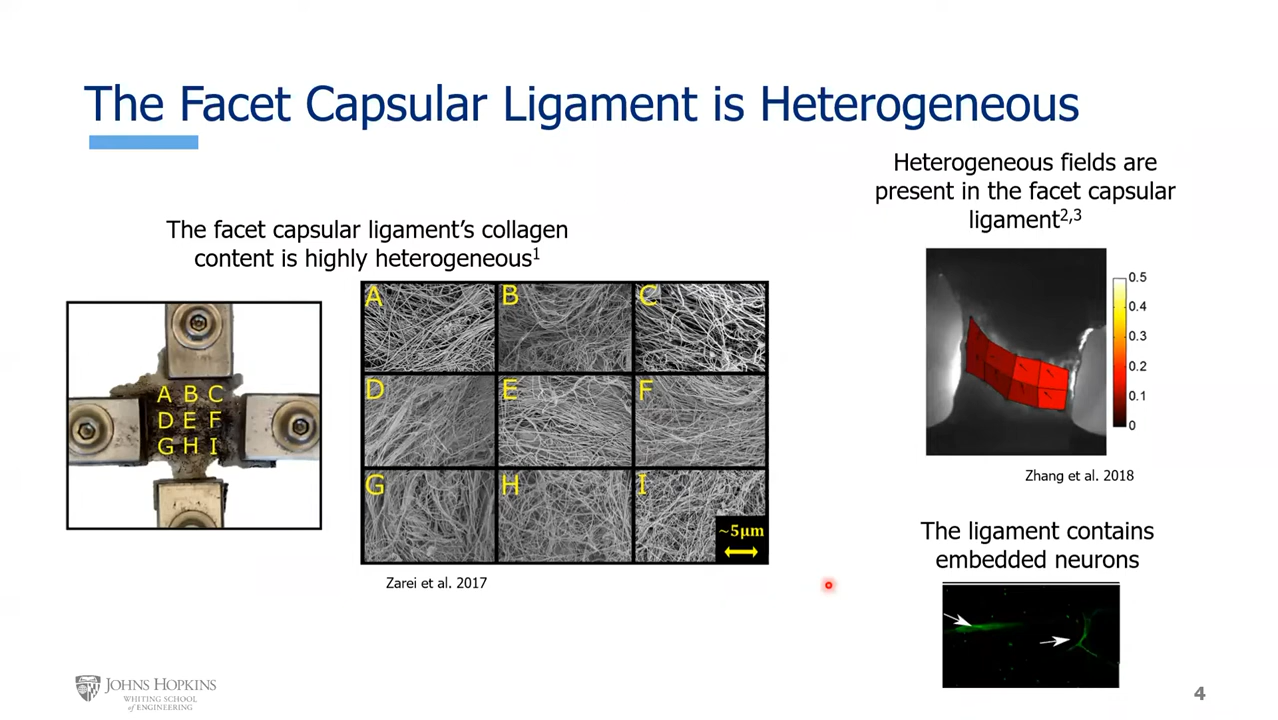 The Facet Capsular Ligament is Heterogeneous
The facet capsular ligament's collagen
content is highly heterogeneous1
A B C
D E F
G H I
A B C
D E F
G H I
~5μm
Zarei et al. 2017
Heterogeneous fields are
present in the facet capsular
ligament2,3
0.5
0.4
0.3
0.2
0.1
0
Zhang et al. 2018
The ligament contains
embedded neurons
JOHNS HOPKINS
WHITING SCHOOL
of ENGINEERING
4